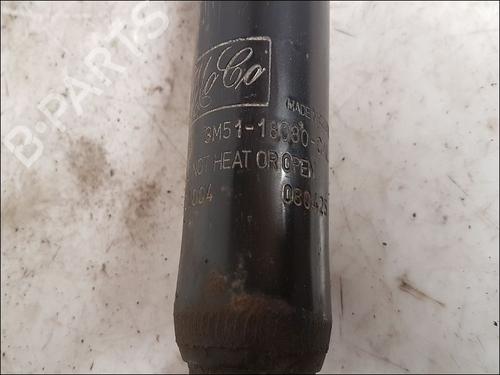 B-PARTS
MoCo
MADE
3M51-18080-
NOT HEAT OR OPEN
004 080425